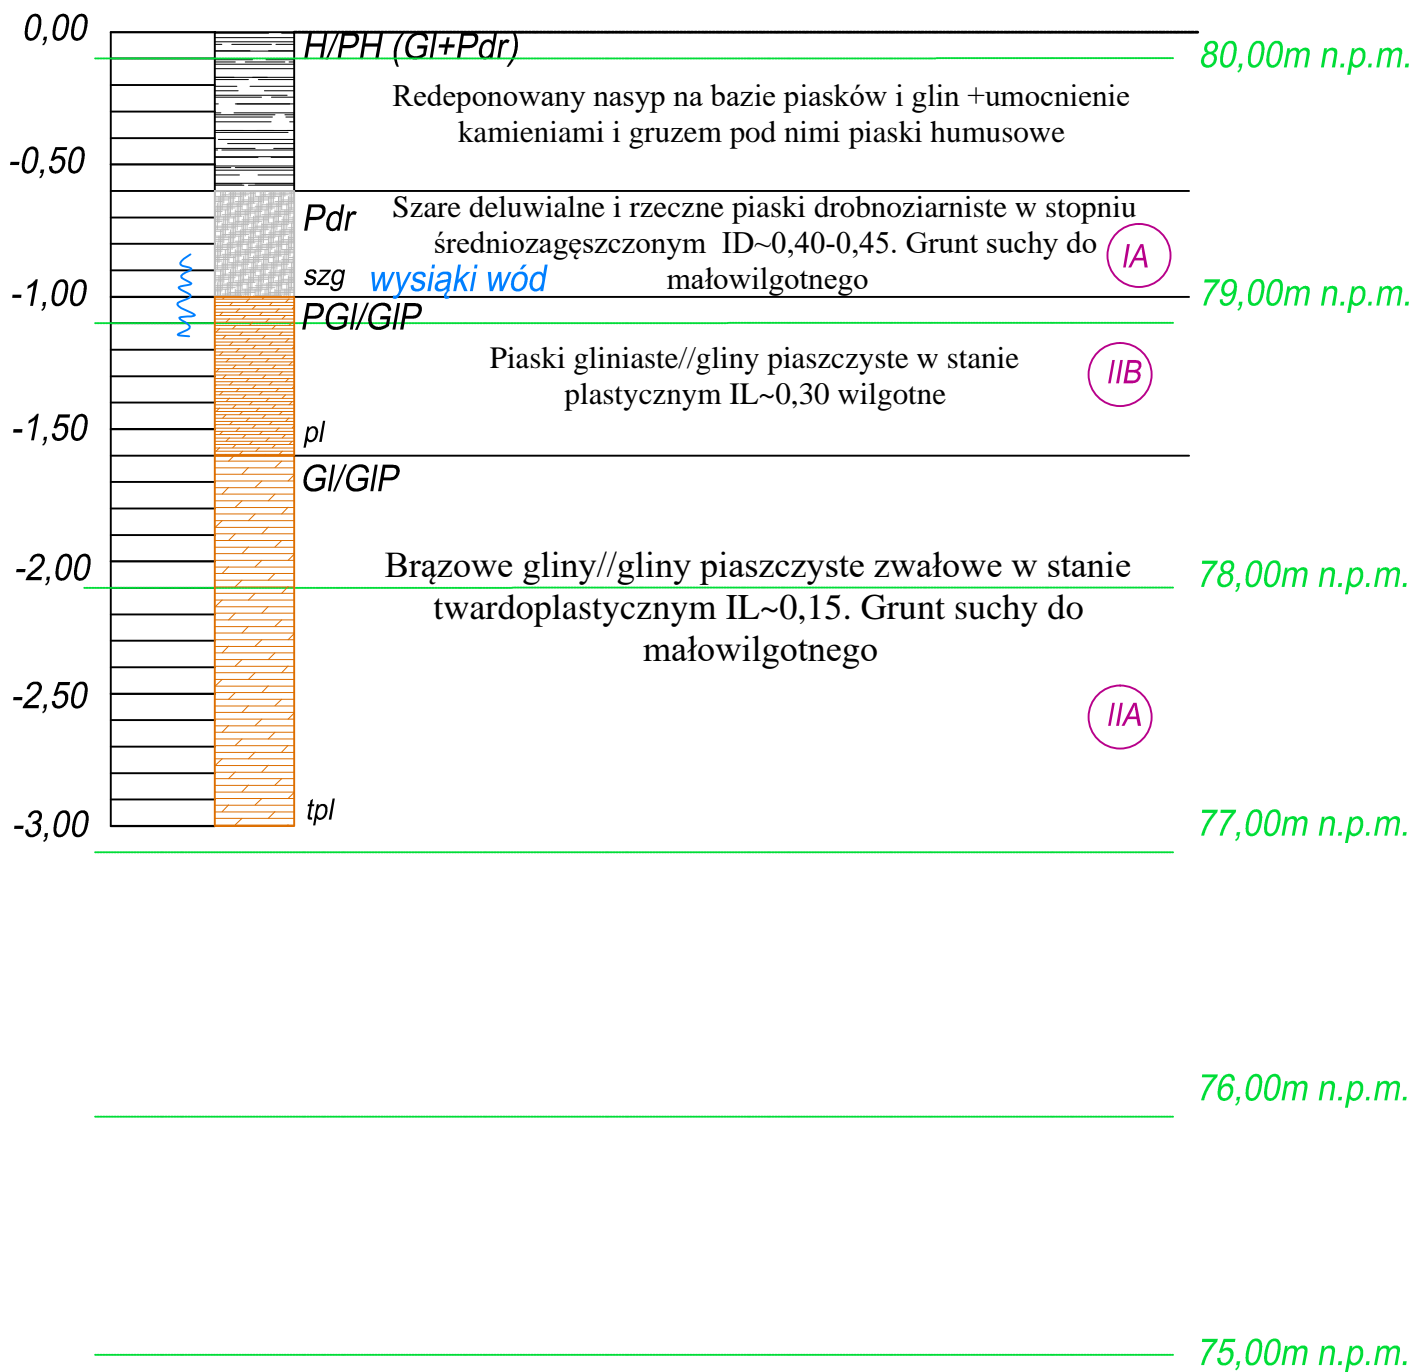 0,00
H/PH (Gl+Pdr)
80,00m n.p.m.
Redeponowany nasyp na bazie piasków i glin +umocnienie
kamieniami i gruzem pod nimi piaski humusowe
-0,50
Pdr
Szare deluwialne i rzeczne piaski drobnoziarniste w stopniu
średniozagęszczonym ID~0,40-0,45. Grunt suchy do
małowilgotnego
IA
szg
wysiąki wód
-1,00
79,00m n.p.m.
PGl/GlP
Piaski gliniaste//gliny piaszczyste w stanie
plastycznym IL~0,30 wilgotne
IIB
-1,50
pl
Gl/GlP
-2,00
Brązowe gliny//gliny piaszczyste zwałowe w stanie
twardoplastycznym IL~0,15. Grunt suchy do
małowilgotnego
78,00m n.p.m.
-2,50
IIA
tpl
-3,00
77,00m n.p.m.
76,00m n.p.m.
75,00m n.p.m.